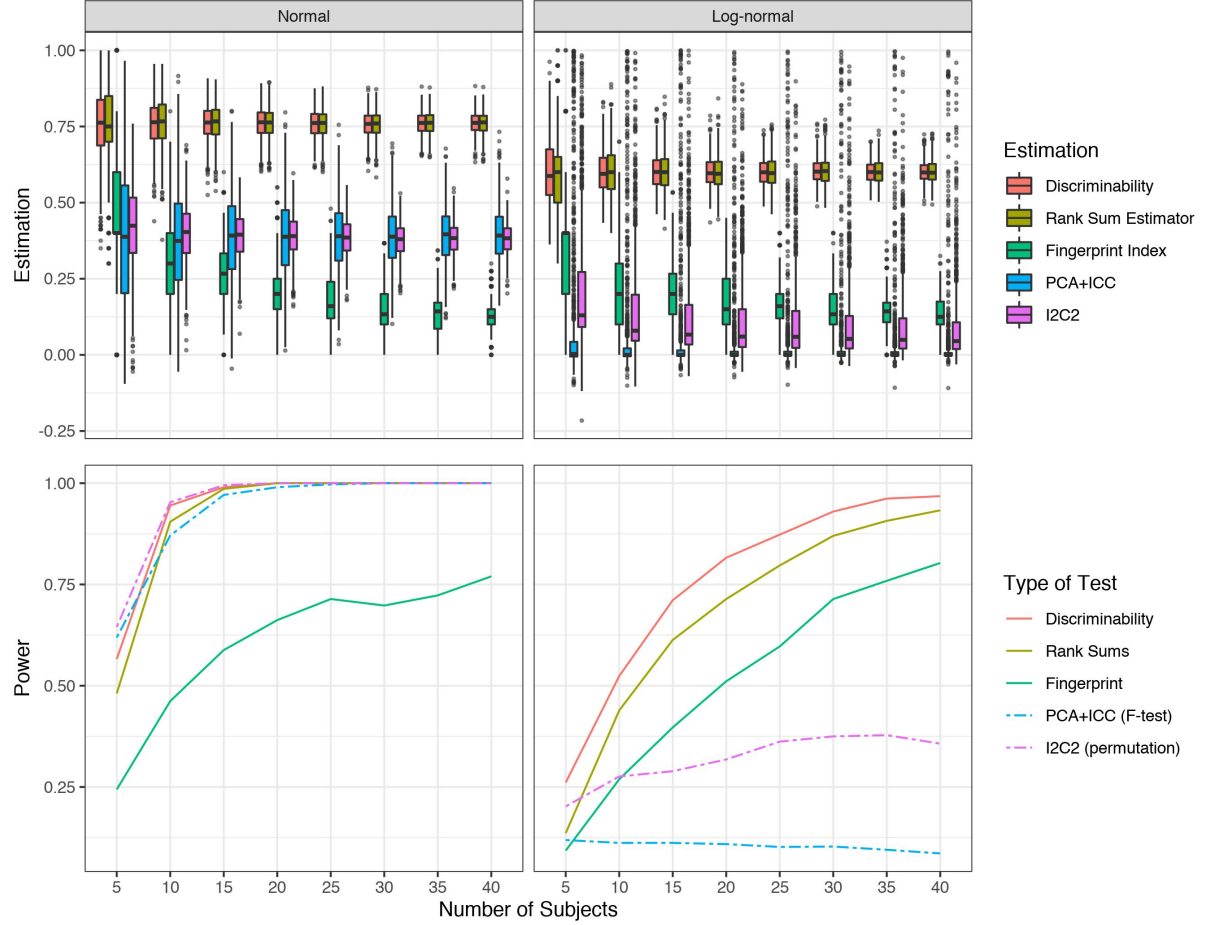 Normal
Log-normal
Estimation
1.00
0.75
0.50
0.25
0.00
-0.25
Estimation
Discriminability
Rank Sum Estimator
Fingerprint Index
PCA+ICC
I2C2
Power
1.00
0.75
0.50
0.25
5 10 15 20 25 30 35 40
5 10 15 20 25 30 35 40
Number of Subjects
Type of Test
Discriminability
Rank Sums
Fingerprint
PCA+ICC (F-test)
I2C2 (permutation)